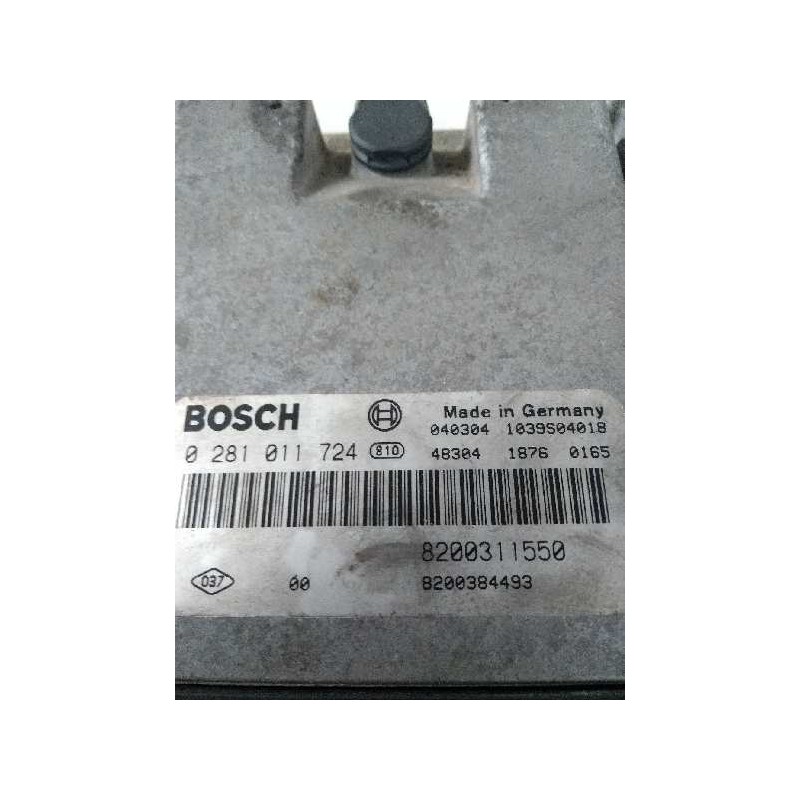 BOSCH
Made in Germany
040304 1039S04018
0 281 011 724 810
48304 1876 0165
8200311550
037 00 8200384493